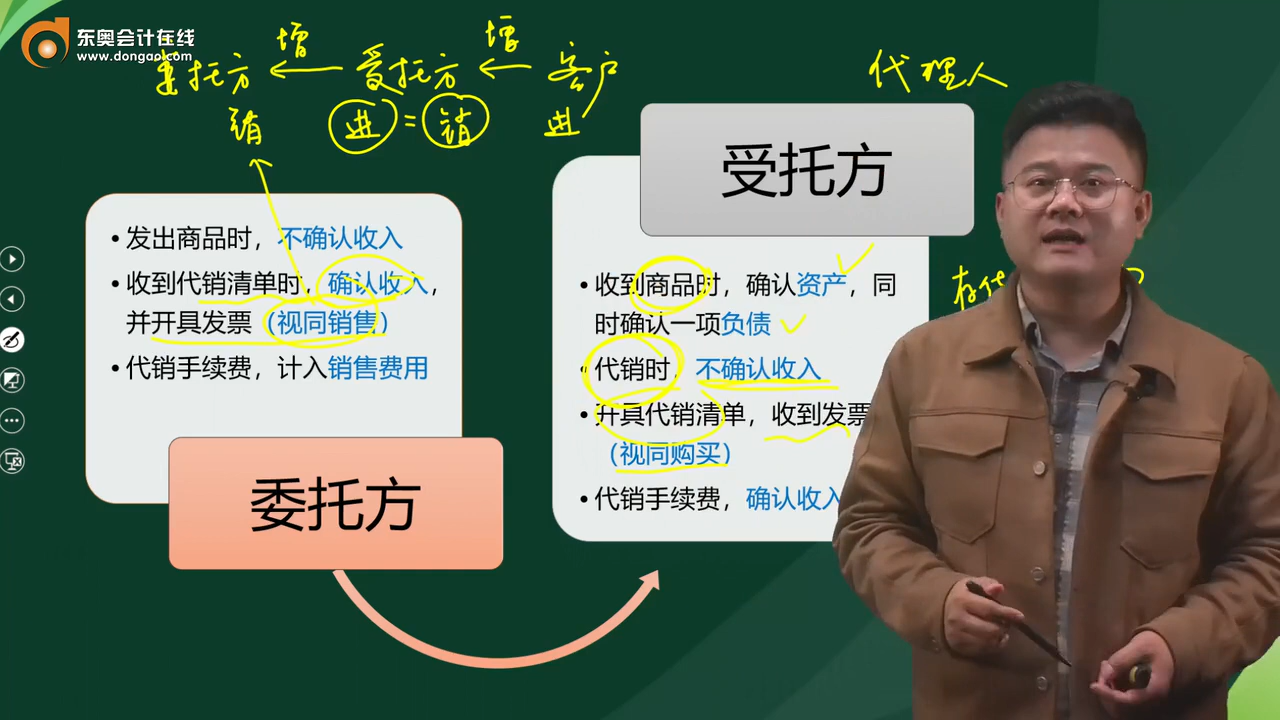 东奥会计在线
www.dongao.com
增 增
委托方 受托方 客户 代理人
销 进 = 销 进
受托方
• 发出商品时，不确认收入
• 收到代销清单时，确认收入，
并开具发票（视同销售）
• 代销手续费，计入销售费用
委托方
• 收到商品时，确认资产，同
时确认一项负债
• 代销时，不确认收入
• 开具代销清单，收到发票
（视同购买）
• 代销手续费，确认收入